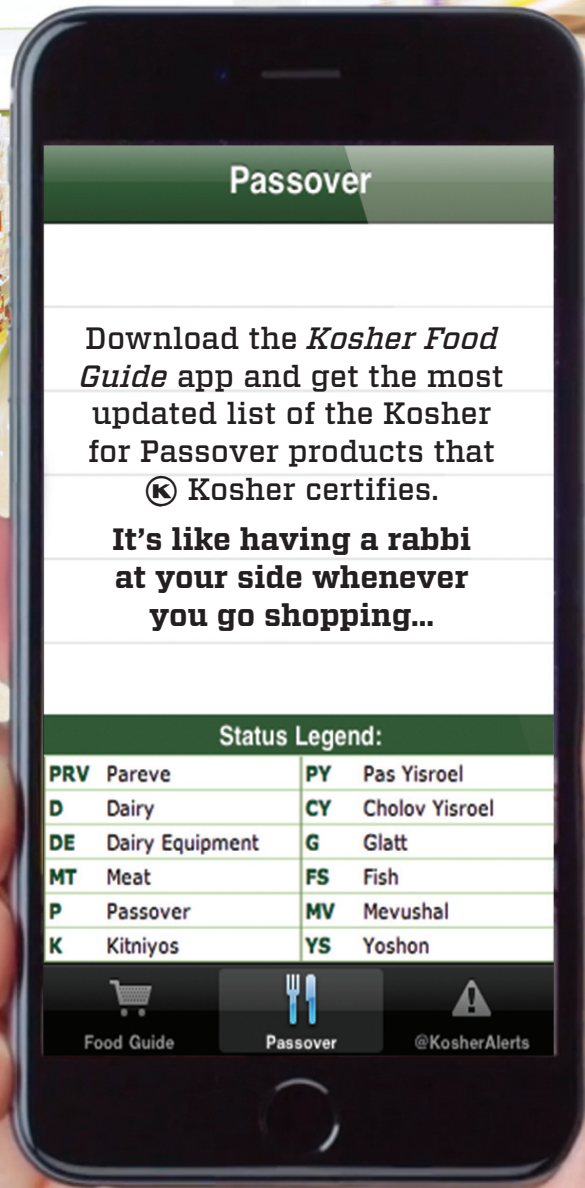 Passover
Download the Kosher Food
Guide app and get the most
updated list of the Kosher
for Passover products that
Ⓚ Kosher certifies.
It's like having a rabbi
at your side whenever
you go shopping...
Status Legend:
PRV Pareve PY Pas Yisroel
D Dairy CY Cholov Yisroel
DE Dairy Equipment G Glatt
MT Meat FS Fish
P Passover MV Mevushal
K Kitniyos YS Yoshon
Food Guide Passover @KosherAlerts